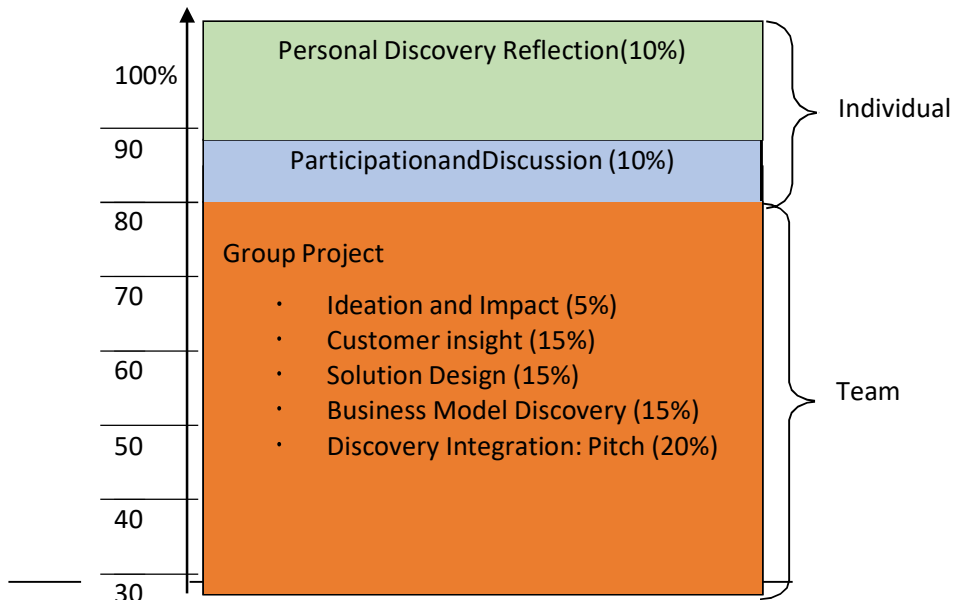 Personal Discovery Reflection(10%)
100%
Individual
90
ParticipationandDiscussion (10%)
80
Group Project
70
· Ideation and Impact (5%)
· Customer insight (15%)
60
· Solution Design (15%)
Team
· Business Model Discovery (15%)
50
· Discovery Integration: Pitch (20%)
40
30